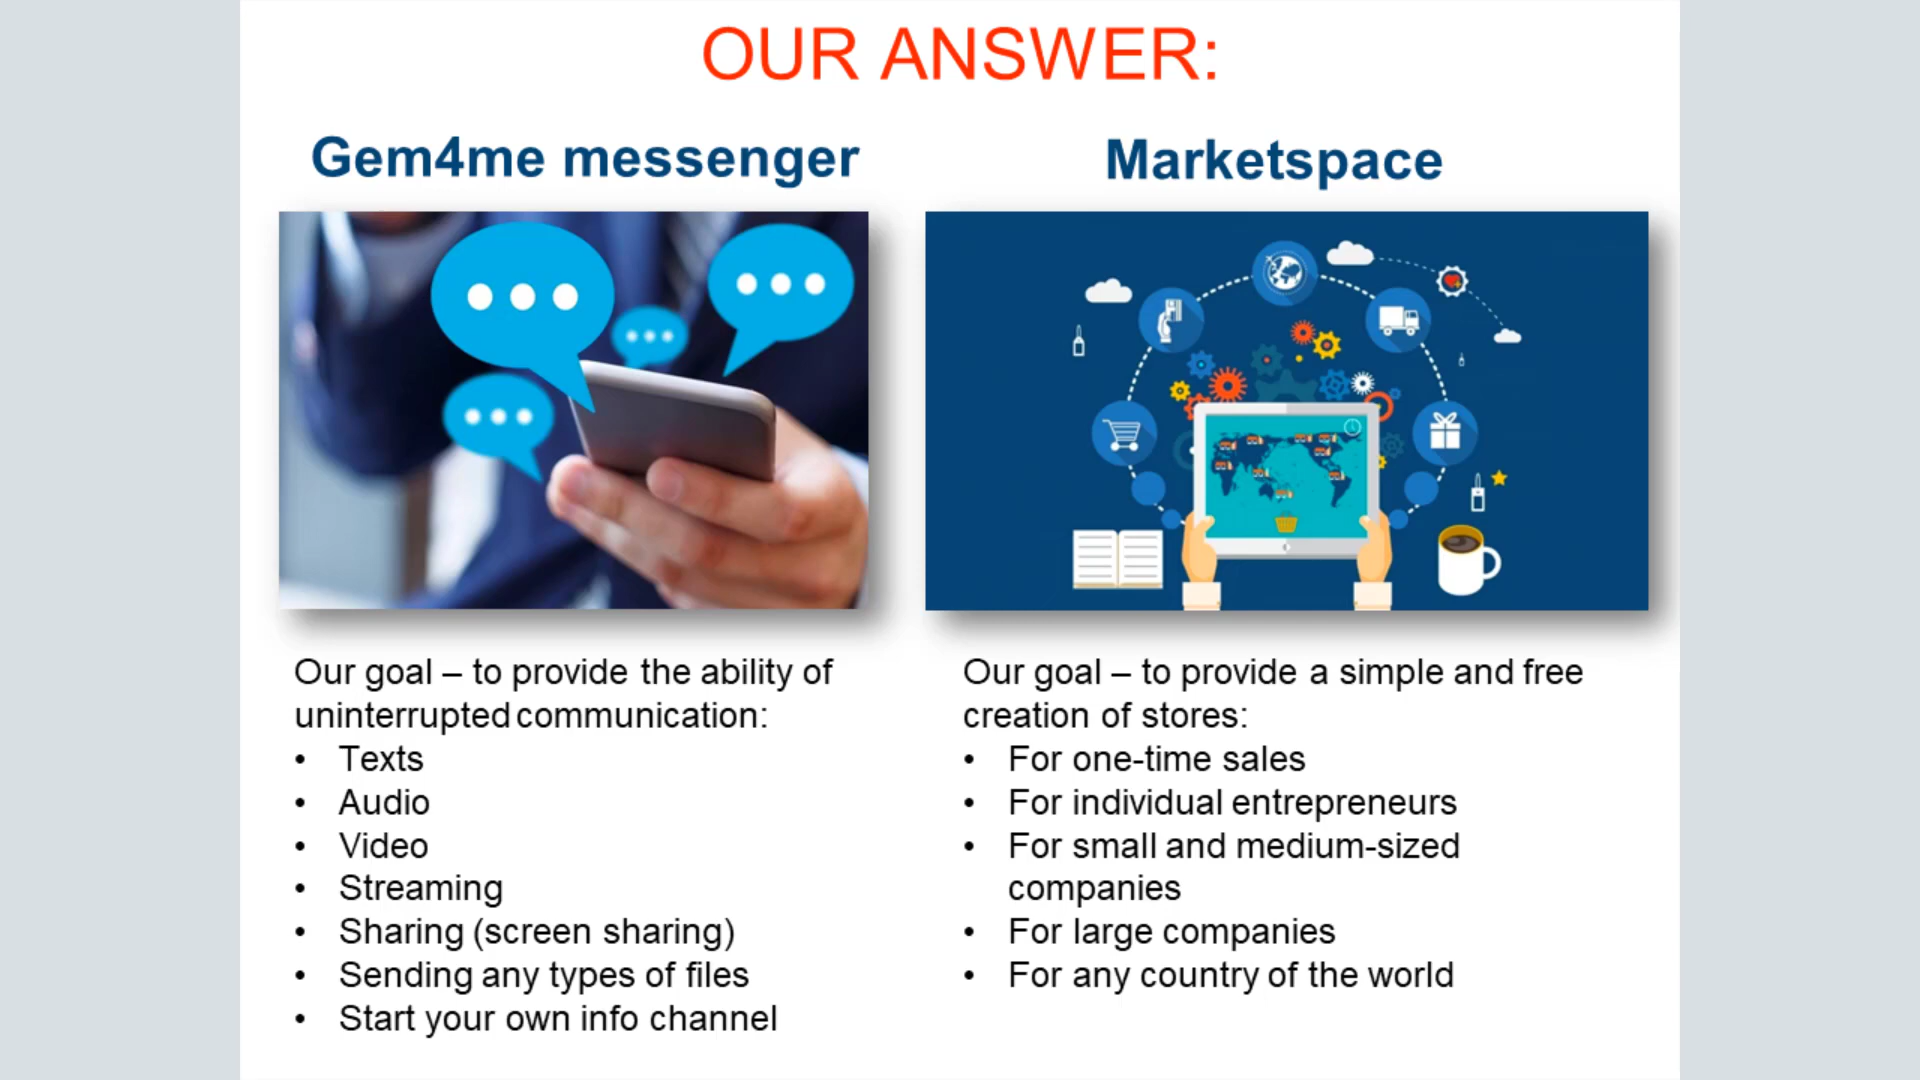 OUR ANSWER:
Gem4me messenger
Our goal – to provide the ability of
uninterrupted communication:
• Texts
• Audio
• Video
• Streaming
• Sharing (screen sharing)
• Sending any types of files
• Start your own info channel
Marketspace
Our goal – to provide a simple and free
creation of stores:
• For one-time sales
• For individual entrepreneurs
• For small and medium-sized
companies
• For large companies
• For any country of the world